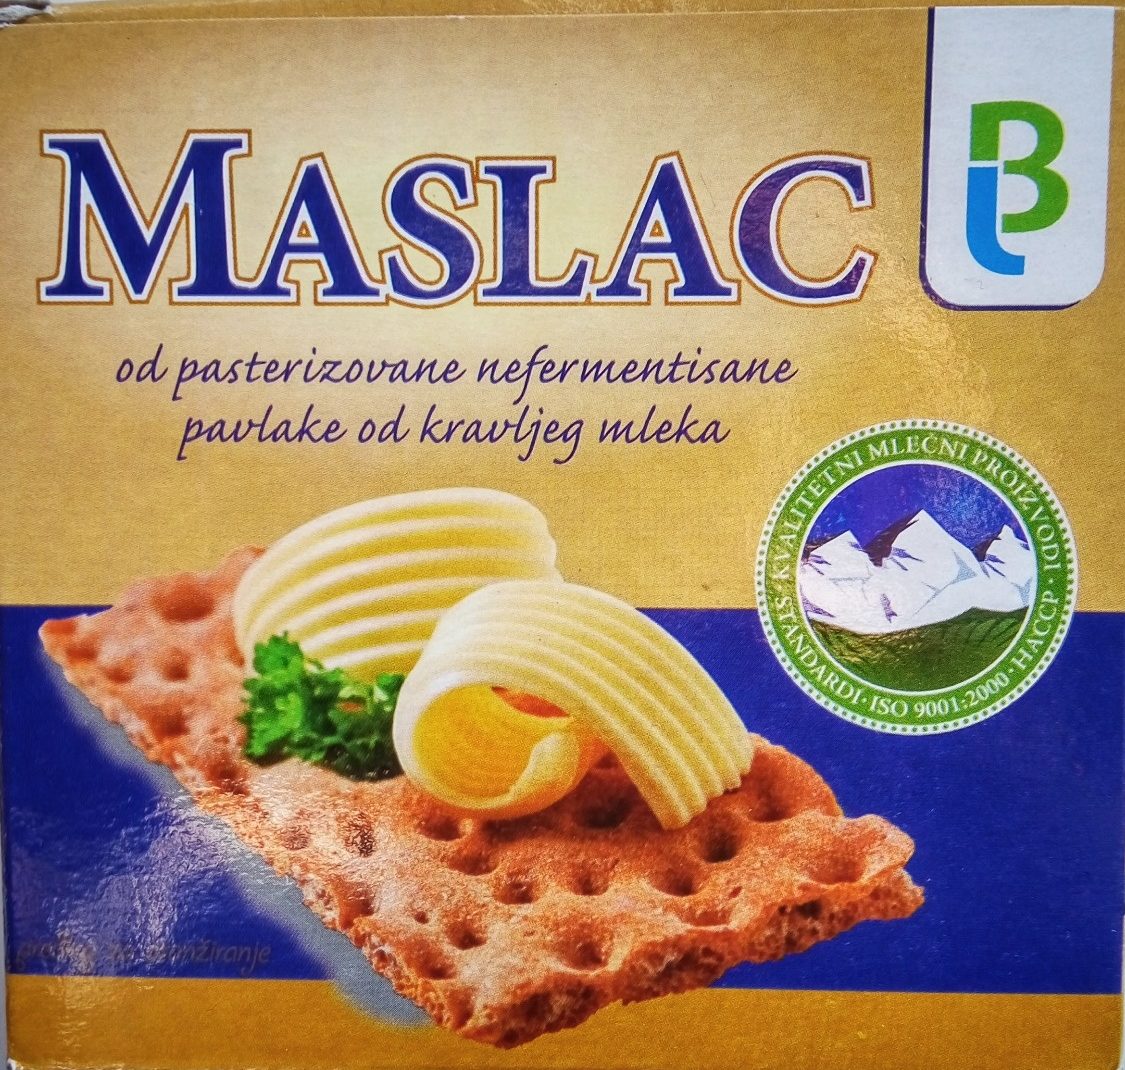 MASLAC
od pasterizovane nefermentisane
pavlake od kravljeg mleka
KVALITETNI MLEČNI PROIZVODI · HACCP · ISO 9001:2000 · STANDARDI